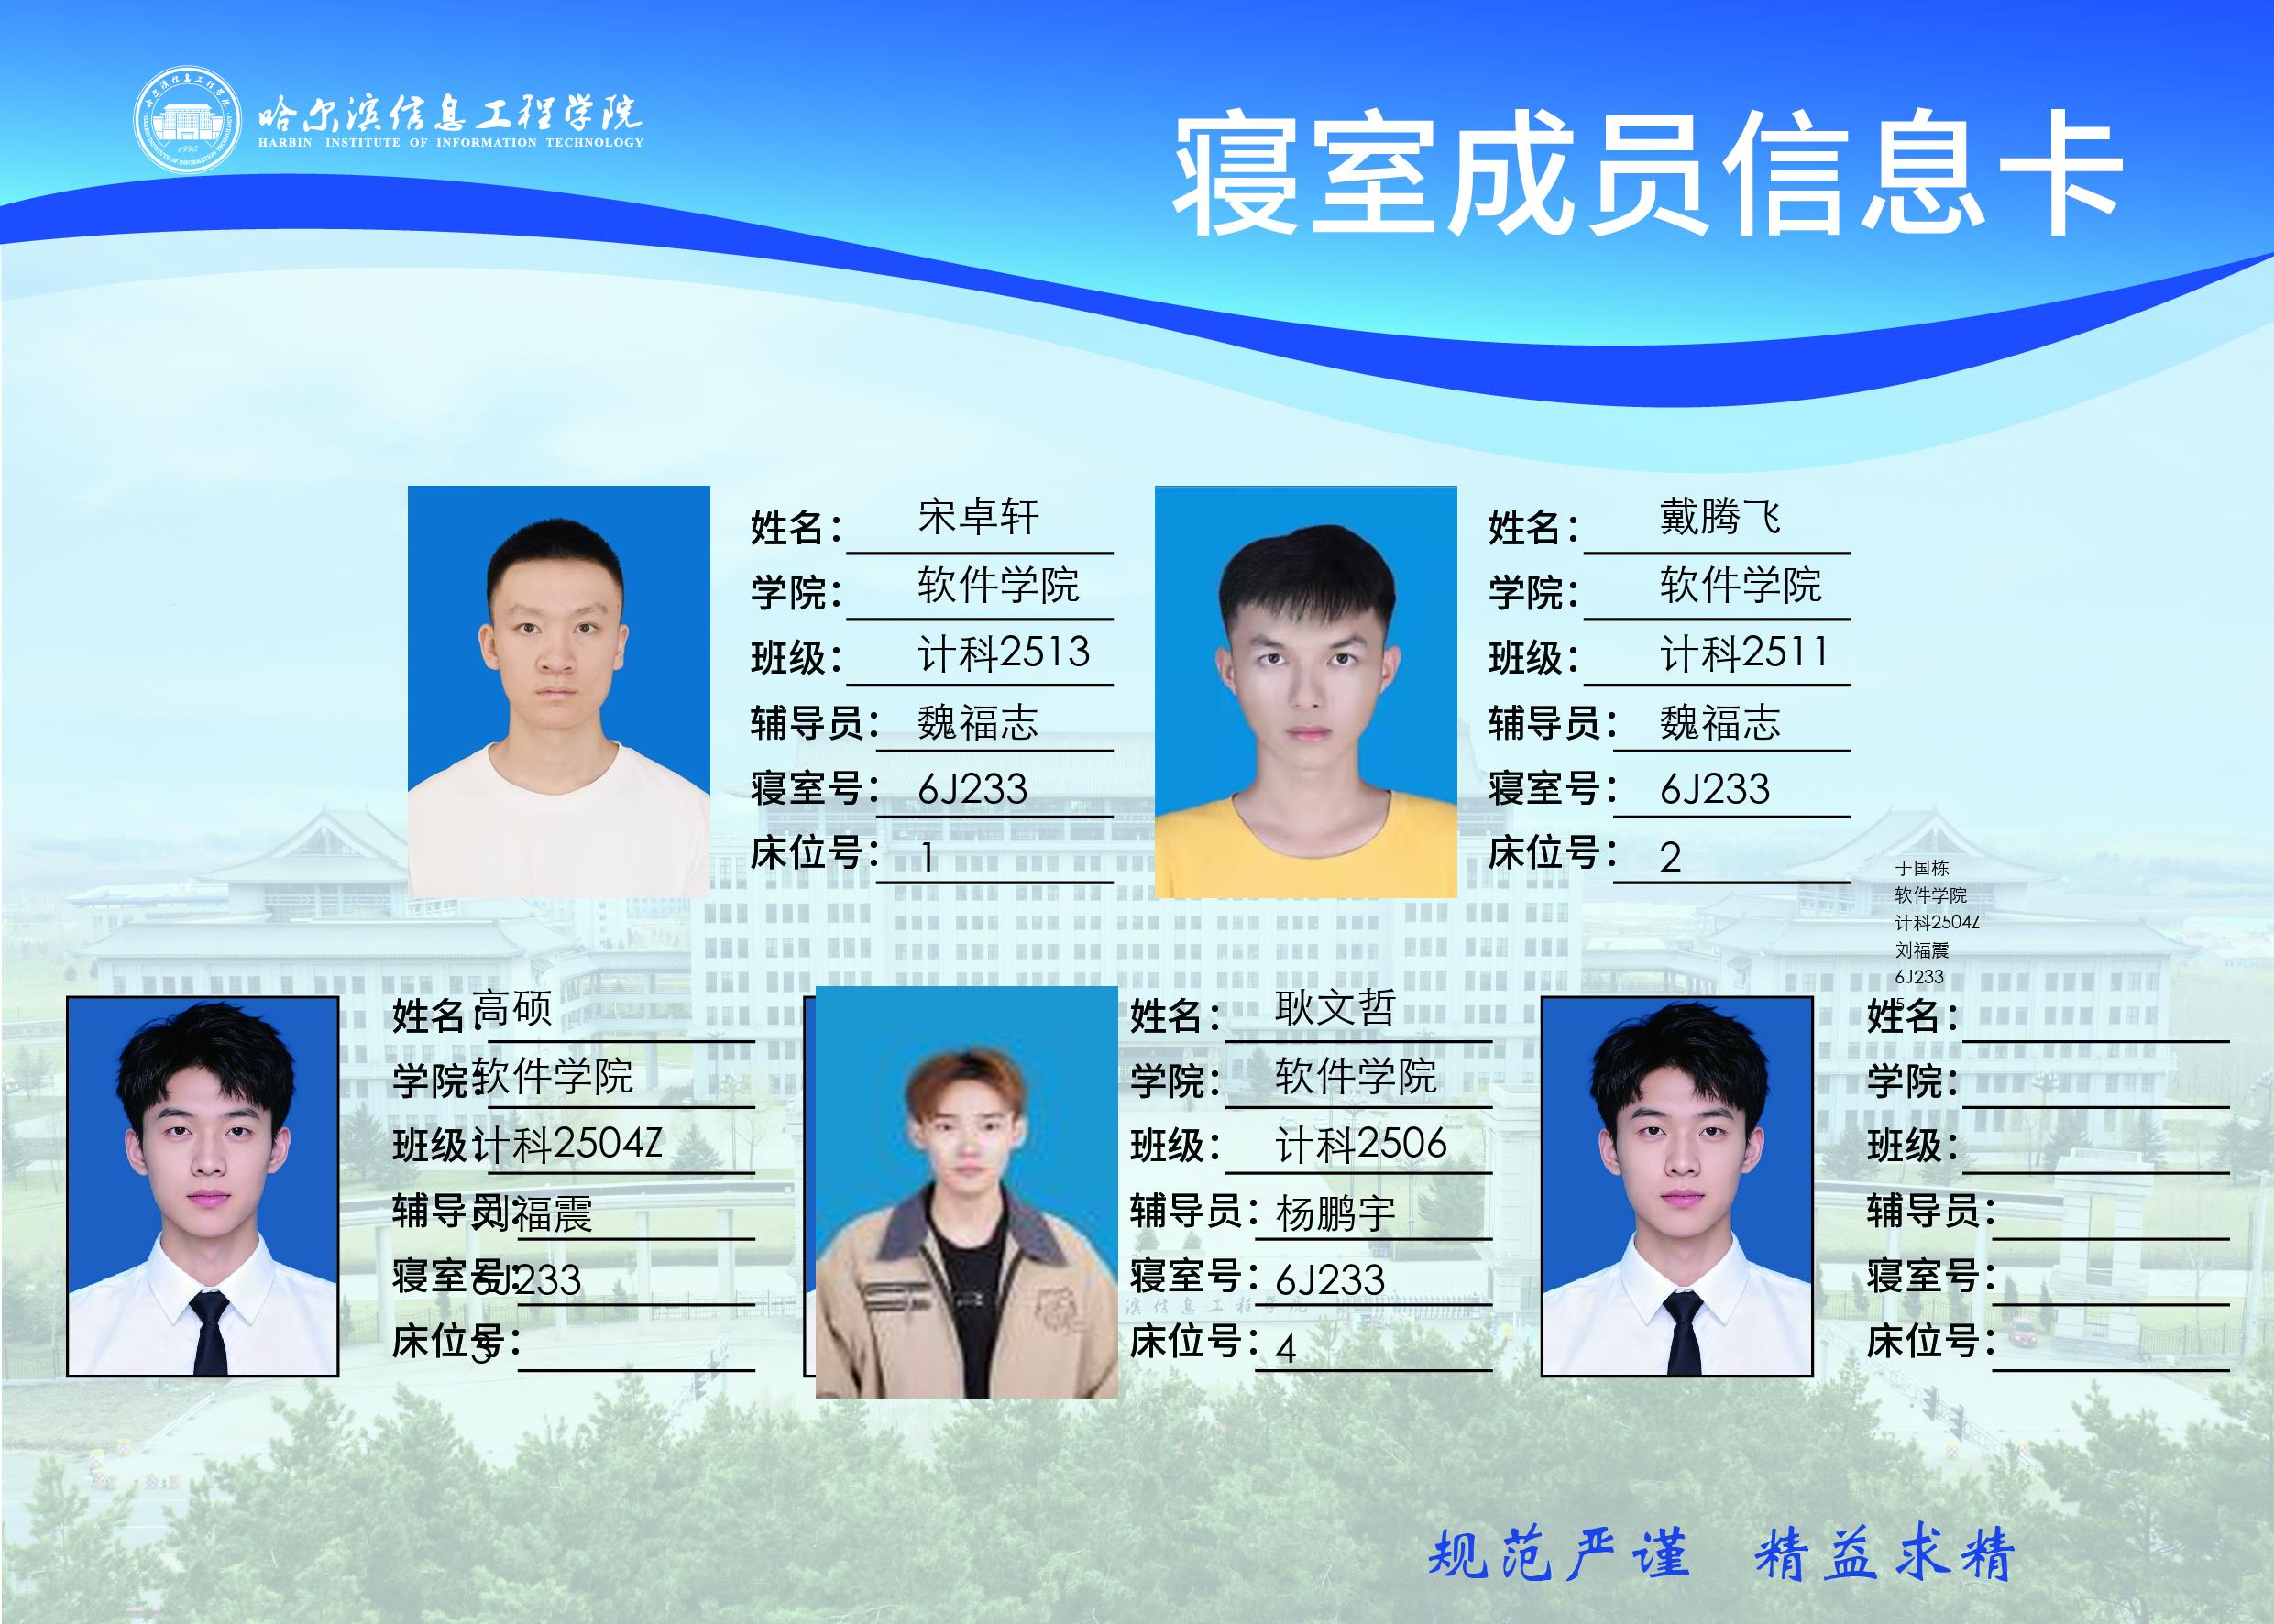 哈尔滨信息工程学院
HARBIN INSTITUTE OF INFORMATION TECHNOLOGY
1995
寝室成员信息卡
姓名：宋卓轩
学院：软件学院
班级：计科2513
辅导员：魏福志
寝室号：6J233
床位号：1
姓名：戴腾飞
学院：软件学院
班级：计科2511
辅导员：魏福志
寝室号：6J233
床位号：2
姓名：高硕
学院：软件学院
班级：计科2504Z
辅导员：刘福震
寝室号：6J233
床位号：3
姓名：耿文哲
学院：软件学院
班级：计科2506
辅导员：杨鹏宇
寝室号：6J233
床位号：4
于国栋
软件学院
计科2504Z
刘福震
6J233
5
姓名：
学院：
班级：
辅导员：
寝室号：
床位号：
滨信息工程学院
规范严谨 精益求精